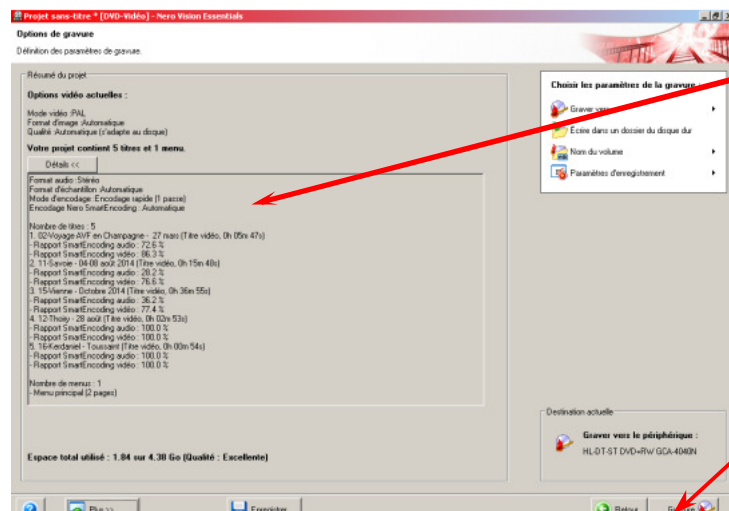 Projet sans-titre * [DVD-Vidéo] - Nero Vision Essentials
Options de gravure
Définition des paramètres de gravure.
Résumé du projet
Options vidéo actuelles :
Mode vidéo :PAL
Format d'image :Automatique
Qualité :Automatique (s'adapte au disque)
Votre projet contient 5 titres et 1 menu.
Détails <<
Format audio :Stéréo
Format d'échantillon :Automatique
Mode d'encodage :Encodage rapide (1 passe)
Encodage Nero SmartEncoding : Automatique
Nombre de titres : 5
1. 02-Voyage AVF en Champagne - 27 mars (Titre vidéo, 0h 05m 47s)
- Rapport SmartEncoding audio : 72.6 %
- Rapport SmartEncoding vidéo : 86.3 %
2. 11-Savoie - 04-08 août 2014 (Titre vidéo, 0h 15m 48s)
- Rapport SmartEncoding audio : 28.2 %
- Rapport SmartEncoding vidéo : 76.6 %
3. 15-Vienne - Octobre 2014 (Titre vidéo, 0h 36m 55s)
- Rapport SmartEncoding audio : 36.2 %
- Rapport SmartEncoding vidéo : 77.4 %
4. 12-Thoiry - 28 août (Titre vidéo, 0h 02m 53s)
- Rapport SmartEncoding audio : 100.0 %
- Rapport SmartEncoding vidéo : 100.0 %
5. 16-Kerdaniel - Toussaint (Titre vidéo, 0h 00m 54s)
- Rapport SmartEncoding audio : 100.0 %
- Rapport SmartEncoding vidéo : 100.0 %
Nombre de menus : 1
- Menu principal (2 pages)
Espace total utilisé : 1.84 sur 4.38 Go (Qualité : Excellente)
Choisir les paramètres de la gravure :
Graver vers
Écrire dans un dossier du disque dur
Nom du volume
Paramètres d'enregistrement
Destination actuelle
Graver vers le périphérique :
HL-DT-ST DVD+RW GCA-4040N
Plus >>
Enregistrer
Retour